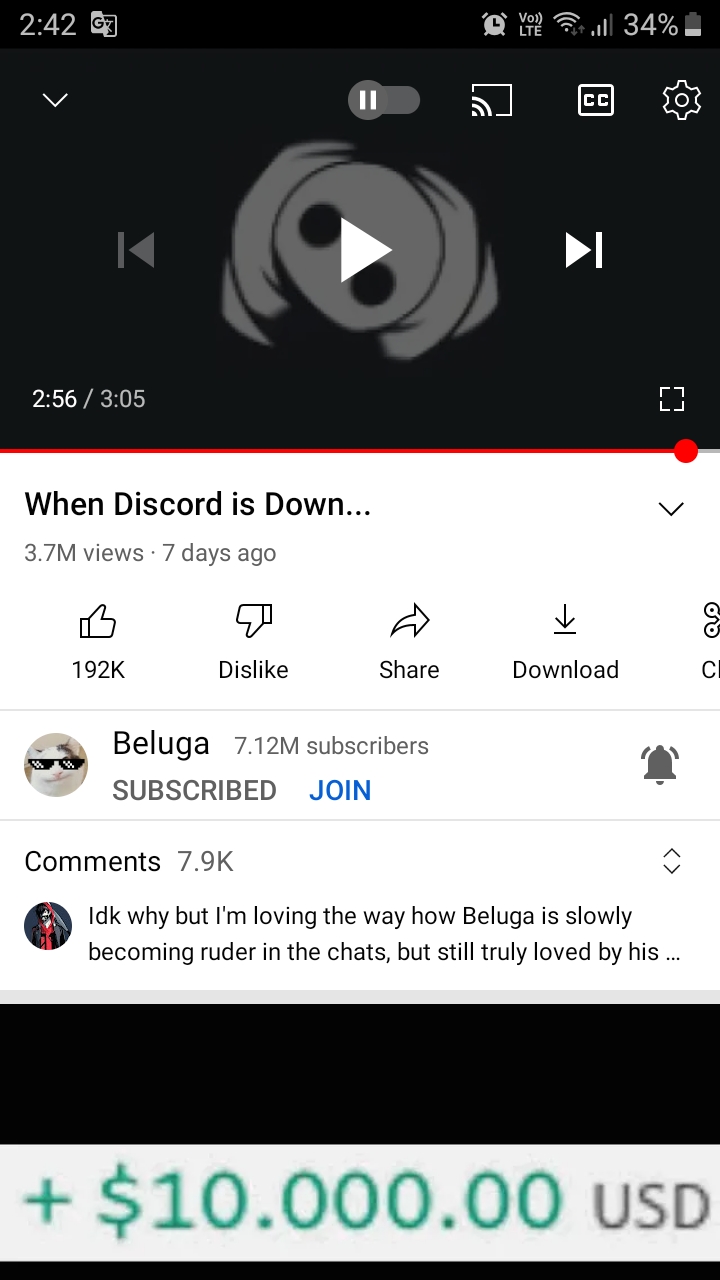 2:42
Vo)) LTE 34%
CC
2:56 / 3:05
When Discord is Down...
3.7M views · 7 days ago
192K Dislike Share Download Cl
Beluga 7.12M subscribers
SUBSCRIBED JOIN
Comments 7.9K
Idk why but I'm loving the way how Beluga is slowly
becoming ruder in the chats, but still truly loved by his ...
+ $10.000.00 USD